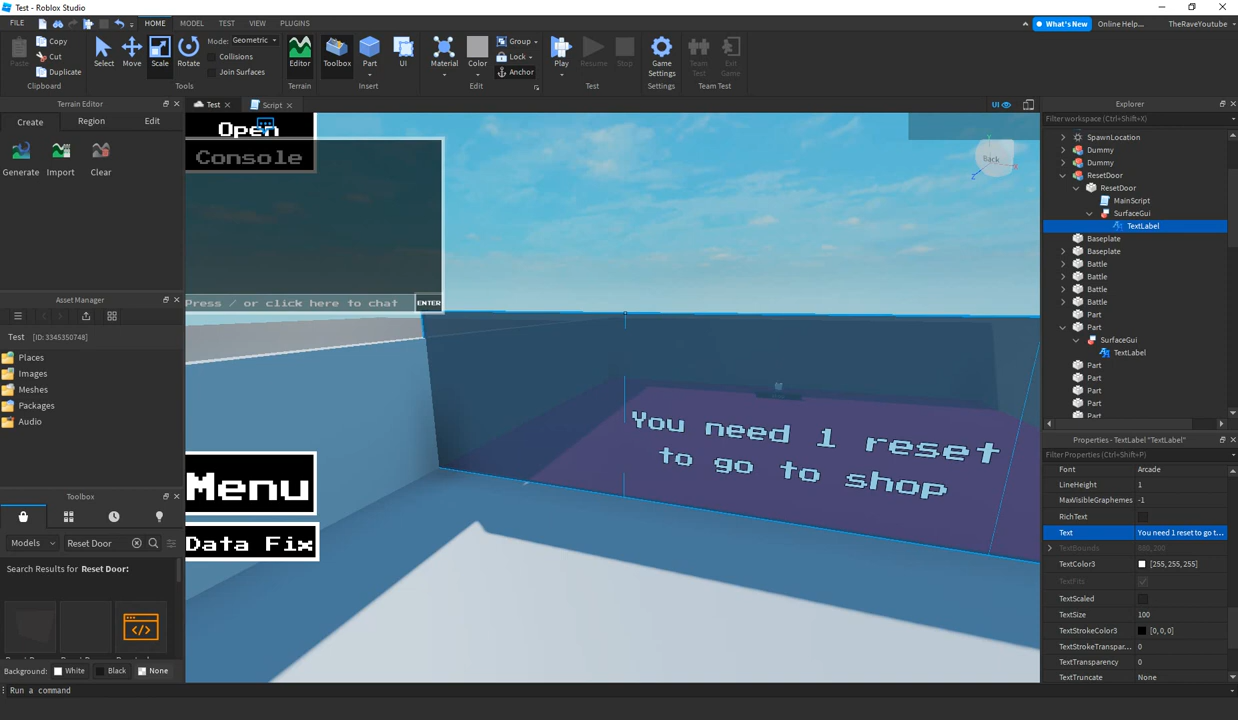 Test - Roblox Studio
FILE HOME MODEL TEST VIEW PLUGINS
What's New Online Help... TheRaveYoutube
Paste Copy Cut Duplicate
Clipboard
Select Move Scale Rotate
Mode: Geometric
Collisions
Join Surfaces
Tools
Editor
Terrain
Toolbox Part UI
Insert
Material Color
Group
Lock
Anchor
Edit
Play Resume Stop
Test
Game Settings
Settings
Team Test Exit Game
Team Test
Terrain Editor
Create Region Edit
Generate Import Clear
Asset Manager
Test [ID: 3345350748]
Places
Images
Meshes
Packages
Audio
Toolbox
Models Reset Door
Search Results for Reset Door:
Background: White Black None
Run a command
Test Script
UI
Open
Console
Press / or click here to chat ENTER
Menu
Data Fix
Back
You need 1 reset
to go to shop
Explorer
Filter workspace (Ctrl+Shift+X)
SpawnLocation
Dummy
Dummy
ResetDoor
ResetDoor
MainScript
SurfaceGui
TextLabel
Baseplate
Baseplate
Battle
Battle
Battle
Battle
Part
Part
SurfaceGui
TextLabel
Part
Part
Part
Part
Part
Properties - TextLabel "TextLabel"
Filter Properties (Ctrl+Shift+P)
Font Arcade
LineHeight 1
MaxVisibleGraphemes -1
RichText
Text You need 1 reset to go t...
TextBounds 880, 200
TextColor3 [255, 255, 255]
TextFits
TextScaled
TextSize 100
TextStrokeColor3 [0, 0, 0]
TextStrokeTranspar... 0
TextTransparency 0
TextTruncate None